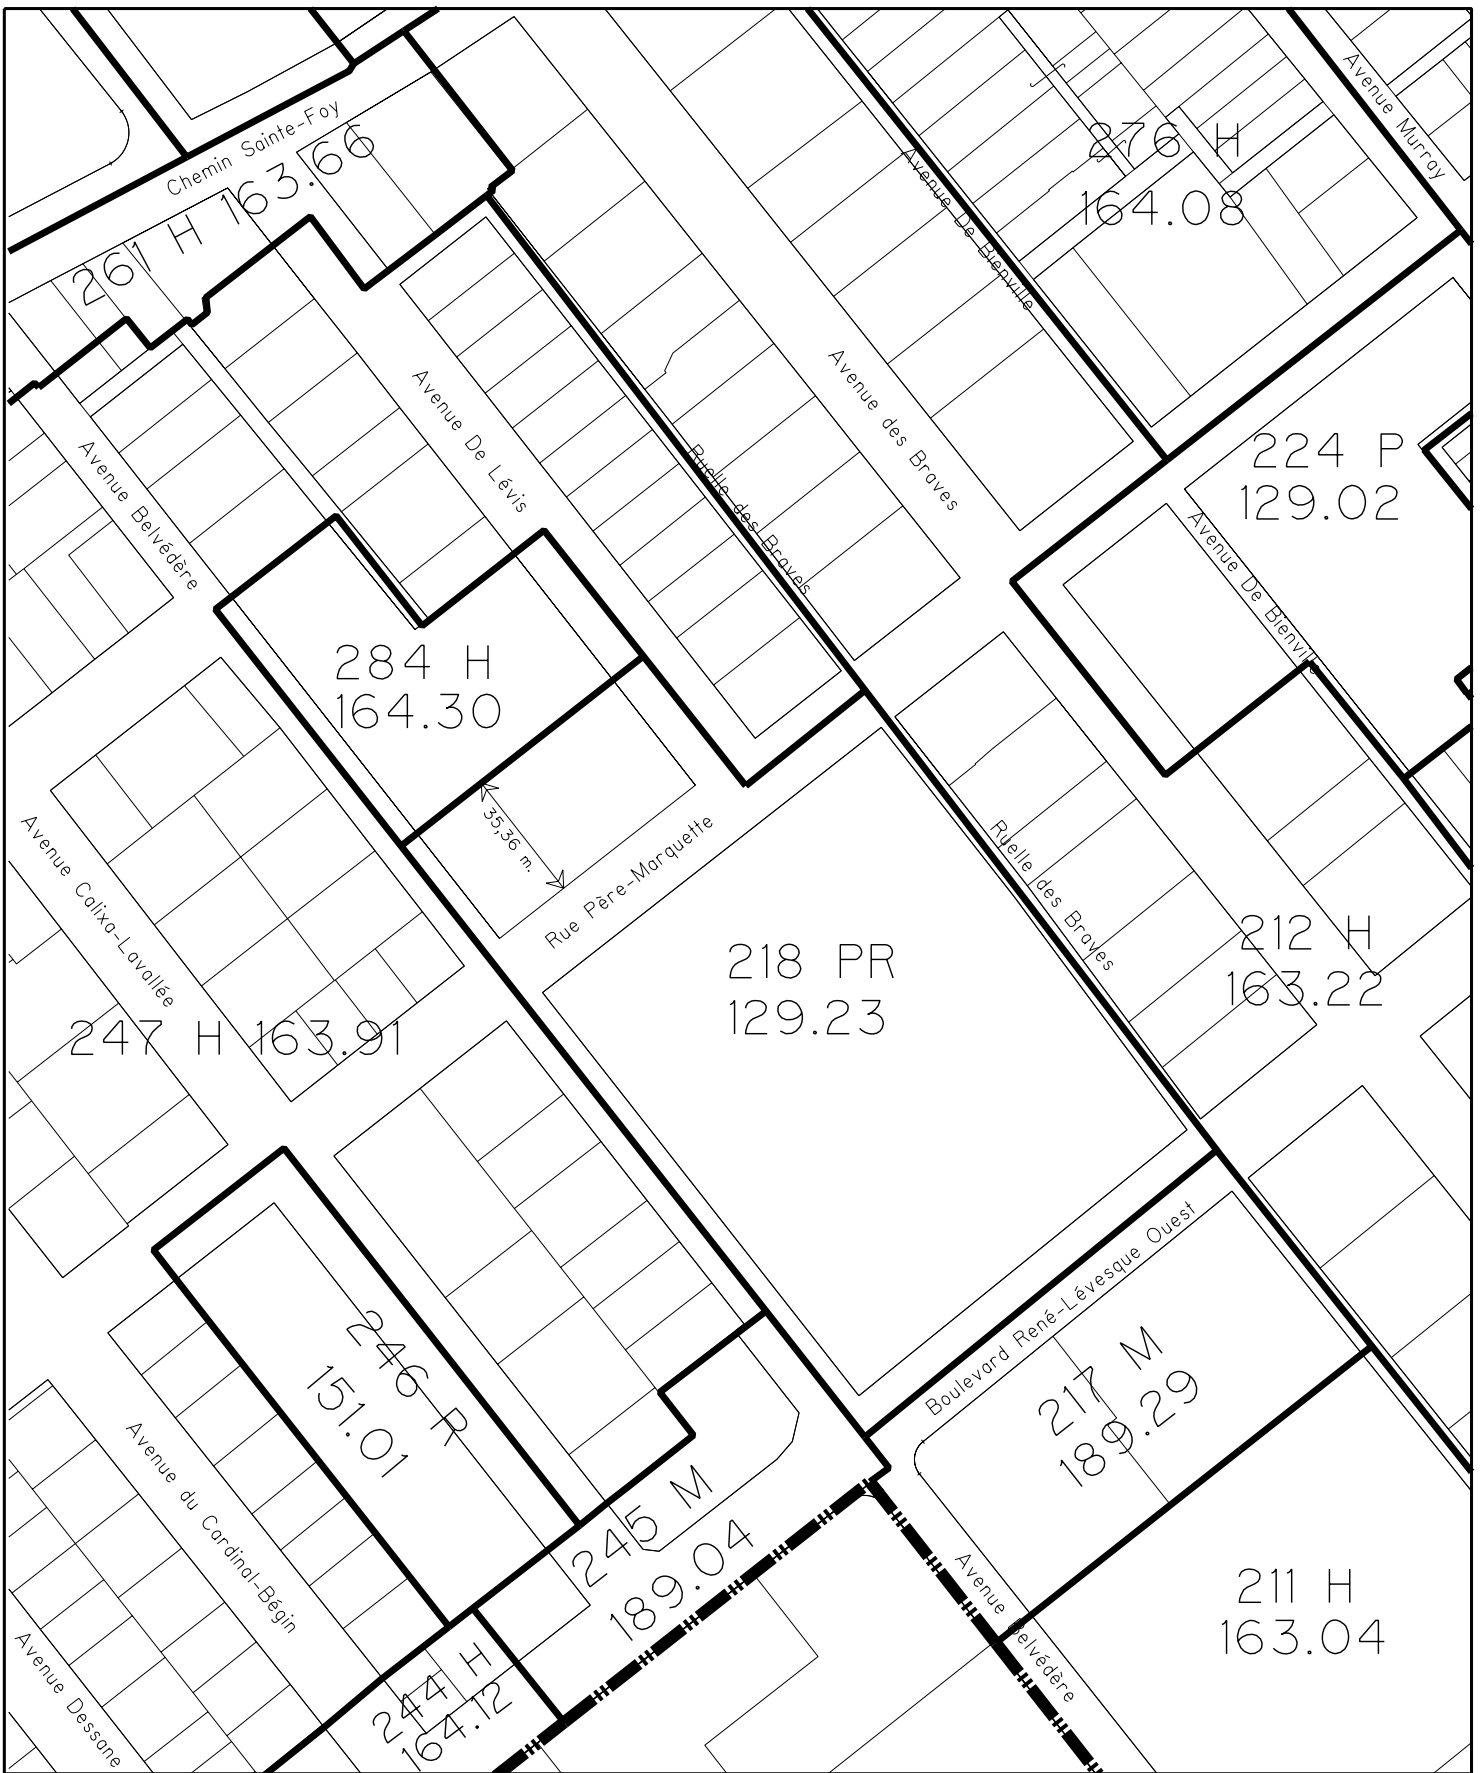 Avenue Murray
Chemin Sainte-Foy
276 H
164.08
261 H 163.66
Avenue De Bienville
Avenue des Braves
Avenue De Lévis
Avenue Belvédère
Ruelle des Braves
224 P
129.02
Avenue De Bienville
284 H
164.30
35,36 m.
Rue Père-Marquette
Avenue Calixa-Lavallée
Ruelle des Braves
218 PR
129.23
212 H
163.22
247 H 163.91
Boulevard René-Lévesque Ouest
246 R
151.01
217 M
189.29
Avenue du Cardinal-Bégin
245 M
189.04
Avenue Belvédère
211 H
163.04
Avenue Dessane
244 H
164.12